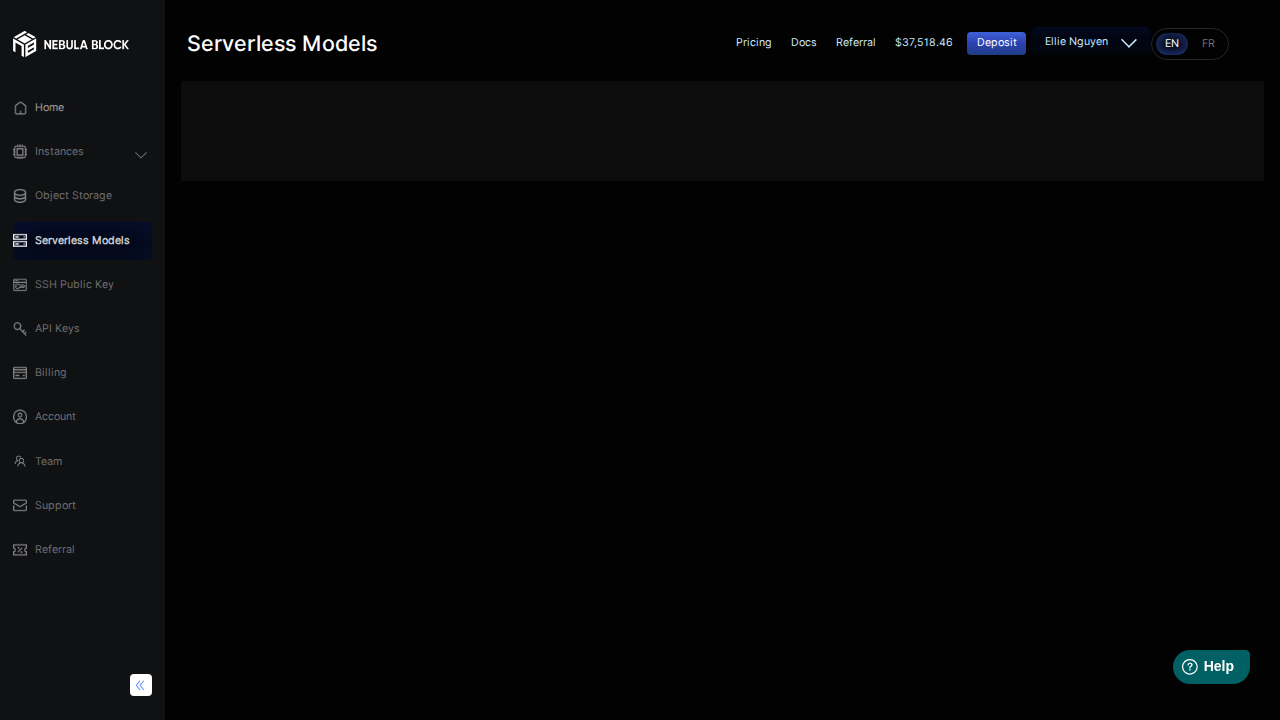 NEBULA BLOCK
Home
Instances
Object Storage
Serverless Models
SSH Public Key
API Keys
Billing
Account
Team
Support
Referral
Serverless Models
Pricing
Docs
Referral
$37,518.46
Deposit
Ellie Nguyen
EN
FR
Help